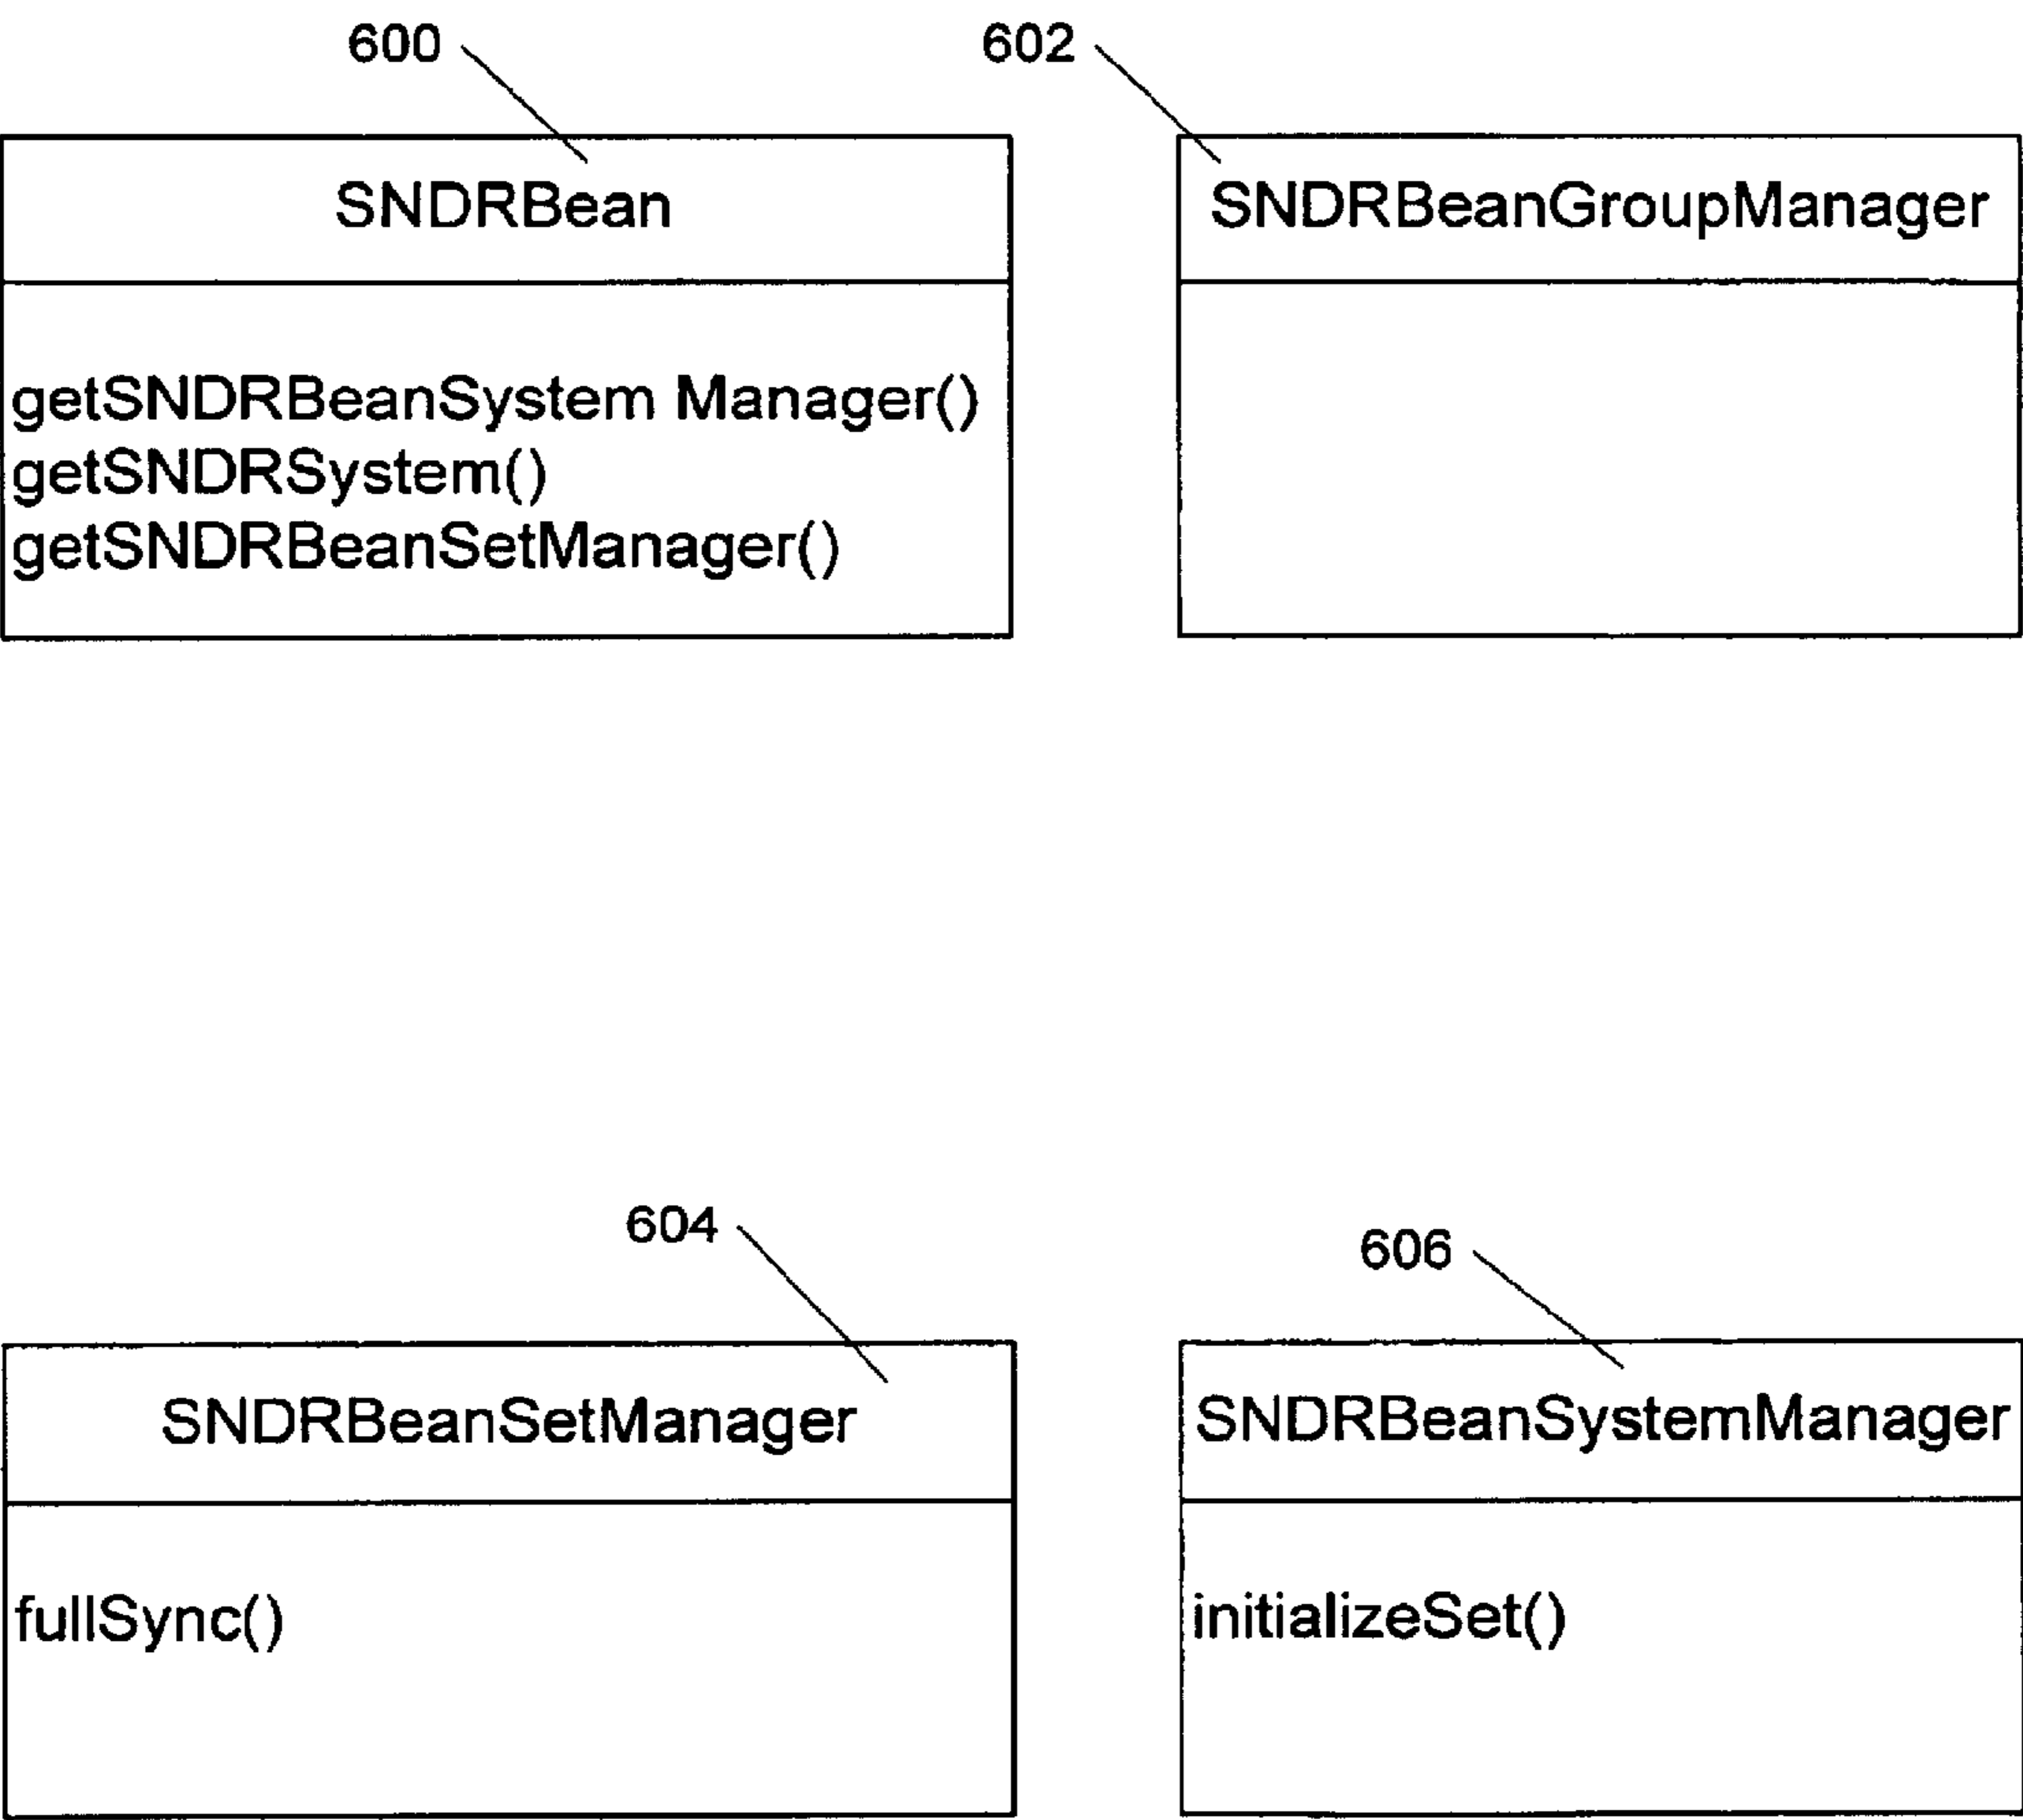 600
602
SNDRBean
SNDRBeanGroupManager
getSNDRBeanSystem Manager()
getSNDRSystem()
getSNDRBeanSetManager()
604
606
SNDRBeanSetManager
SNDRBeanSystemManager
fullSync()
initializeSet()